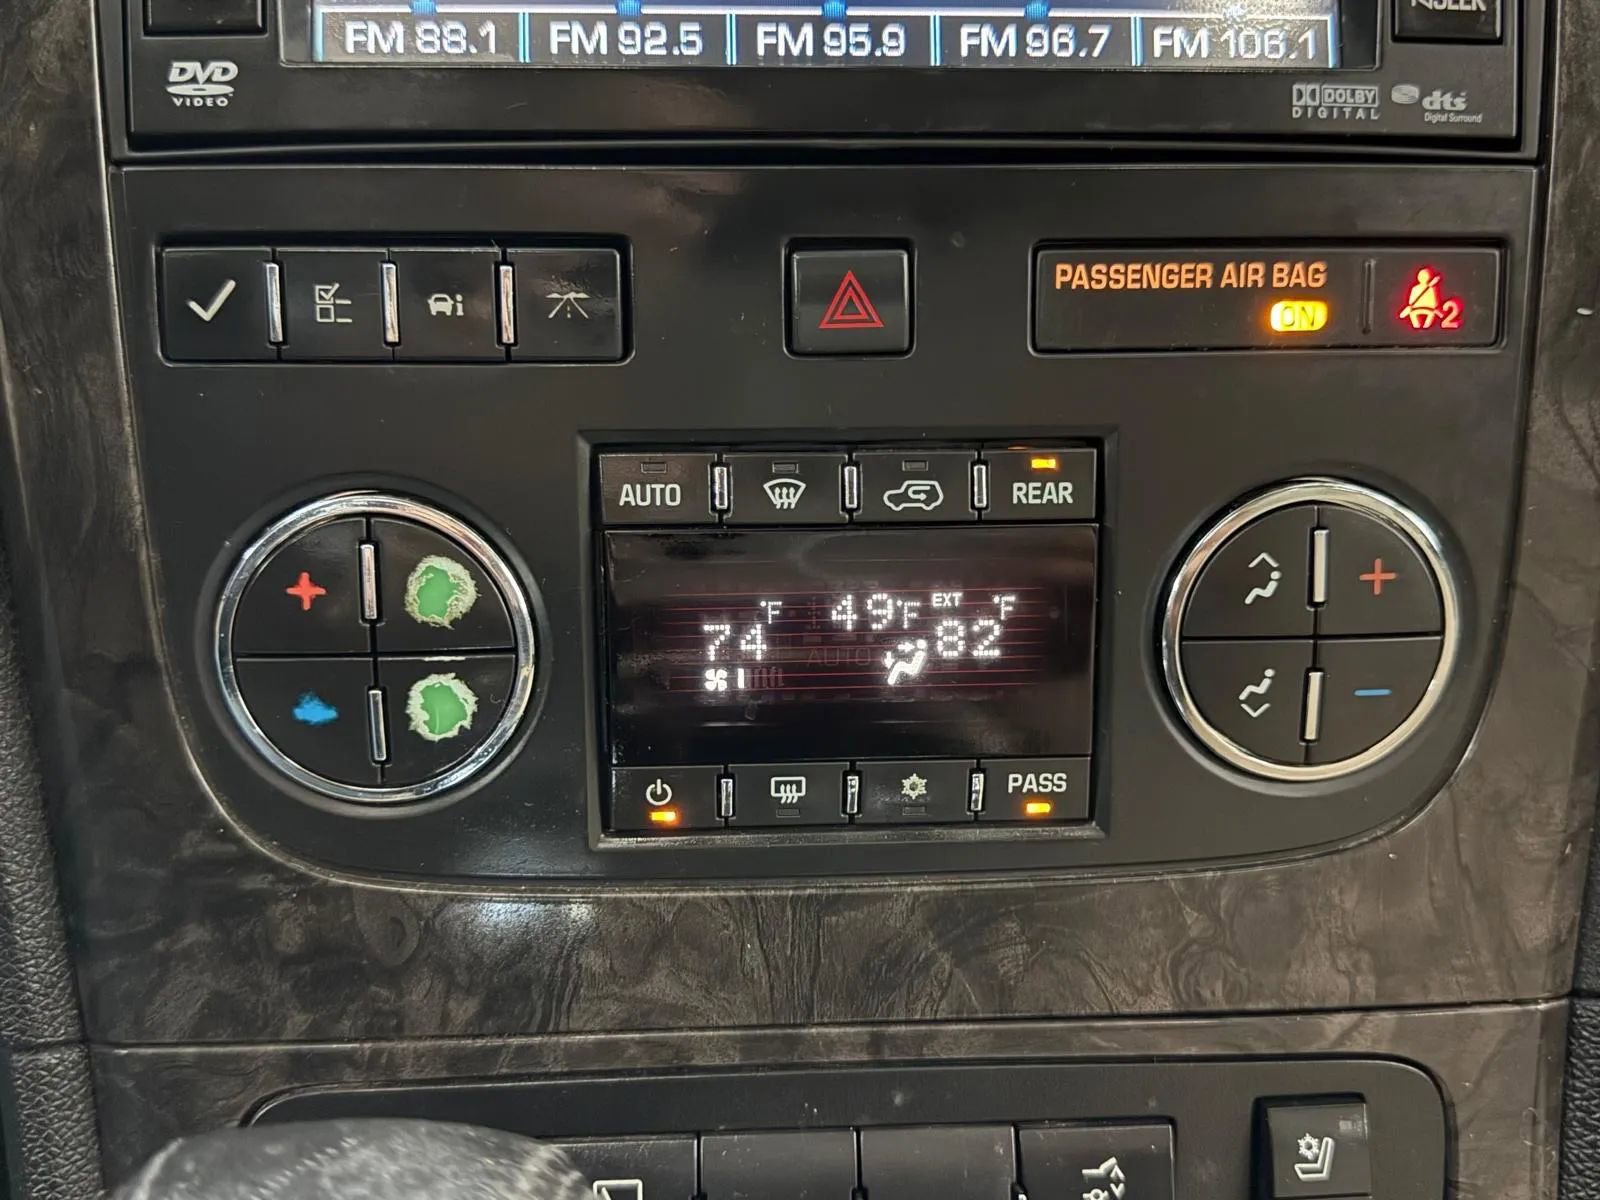 SEEK
FM 88.1 FM 92.5 FM 95.9 FM 96.7 FM 106.1
DVD
VIDEO
DOLBY
DIGITAL
dts
Digital Surround
PASSENGER AIR BAG
ON
2
AUTO REAR
74°F 49°F EXT 82°F
AUTO
PASS